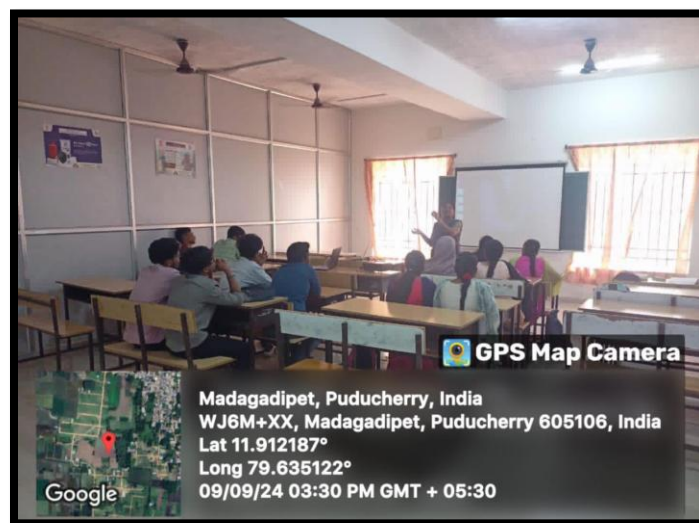 GPS Map Camera
Madagadipet, Puducherry, India
WJ6M+XX, Madagadipet, Puducherry 605106, India
Lat 11.912187°
Long 79.635122°
09/09/24 03:30 PM GMT + 05:30
Google